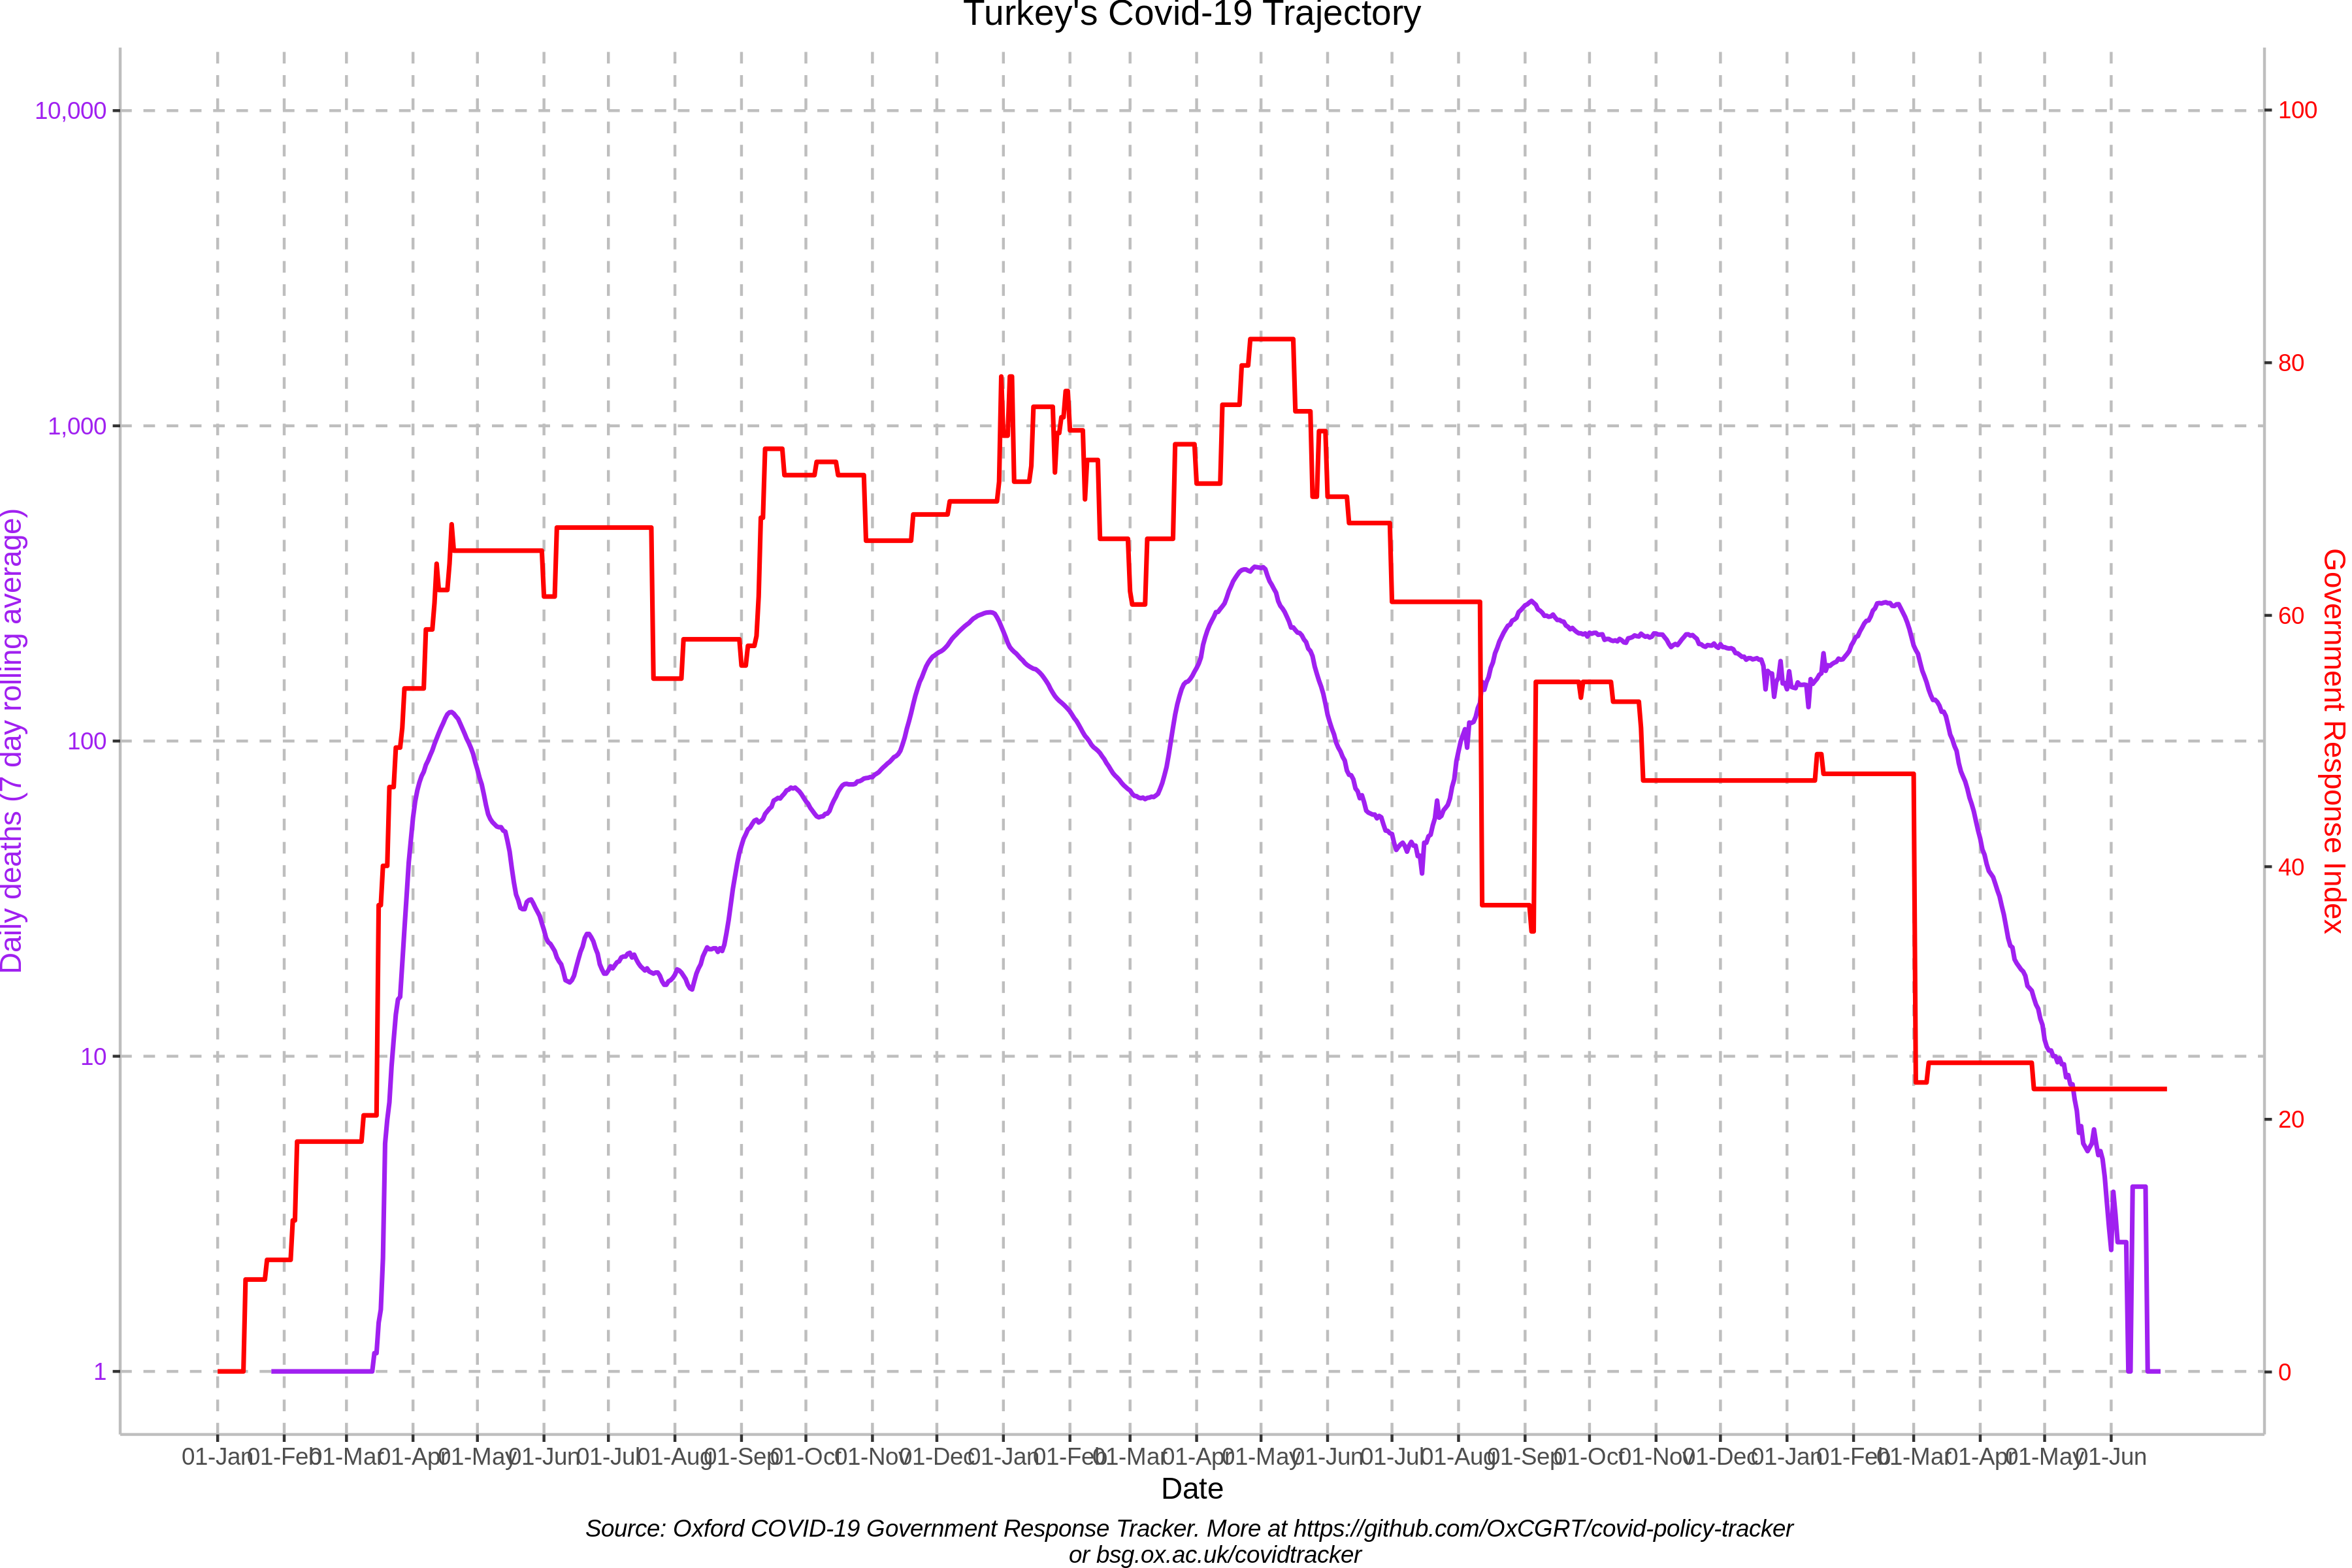 Turkey's Covid-19 Trajectory
10,000
1,000
100
10
1
Daily deaths (7 day rolling average)
100
80
60
40
20
0
Government Response Index
01-Jan 01-Feb 01-Mar 01-Apr 01-May 01-Jun 01-Jul 01-Aug 01-Sep 01-Oct 01-Nov 01-Dec 01-Jan 01-Feb 01-Mar 01-Apr 01-May 01-Jun 01-Jul 01-Aug 01-Sep 01-Oct 01-Nov 01-Dec 01-Jan 01-Feb 01-Mar 01-Apr 01-May 01-Jun
Date
Source: Oxford COVID-19 Government Response Tracker. More at https://github.com/OxCGRT/covid-policy-tracker
or bsg.ox.ac.uk/covidtracker